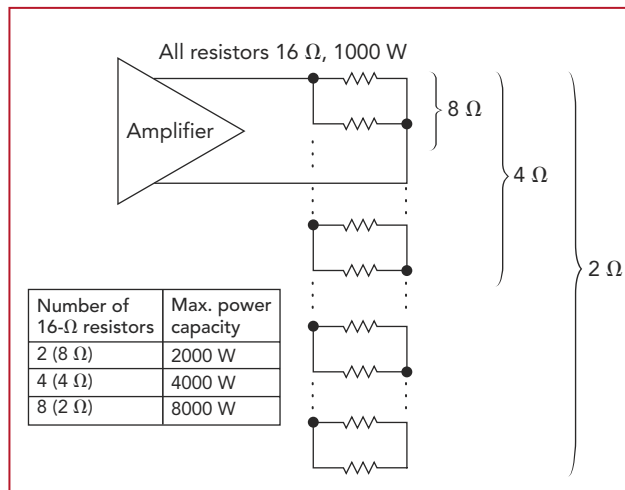 All resistors 16 Ω, 1000 W
Amplifier
8 Ω
4 Ω
2 Ω
Number of 16-Ω resistors
Max. power capacity
2 (8 Ω)
2000 W
4 (4 Ω)
4000 W
8 (2 Ω)
8000 W